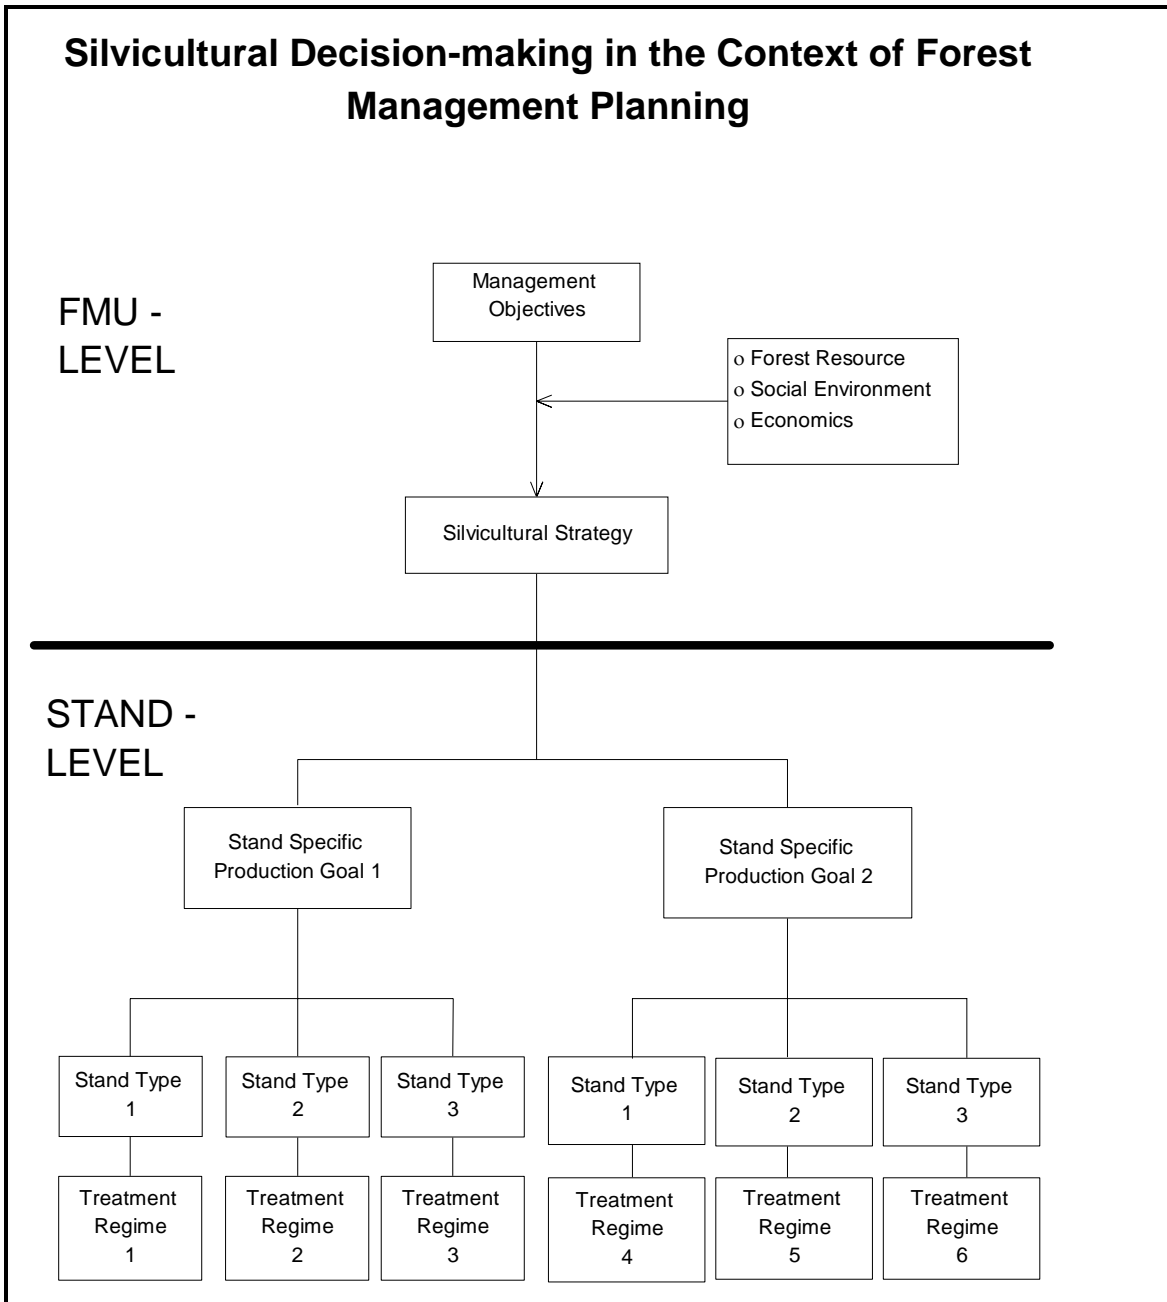 Silvicultural Decision-making in the Context of Forest
Management Planning
FMU -
LEVEL
Management
Objectives
o Forest Resource
o Social Environment
o Economics
Silvicultural Strategy
STAND -
LEVEL
Stand Specific
Production Goal 1
Stand Specific
Production Goal 2
Stand Type
1
Stand Type
2
Stand Type
3
Stand Type
1
Stand Type
2
Stand Type
3
Treatment
Regime
1
Treatment
Regime
2
Treatment
Regime
3
Treatment
Regime
4
Treatment
Regime
5
Treatment
Regime
6